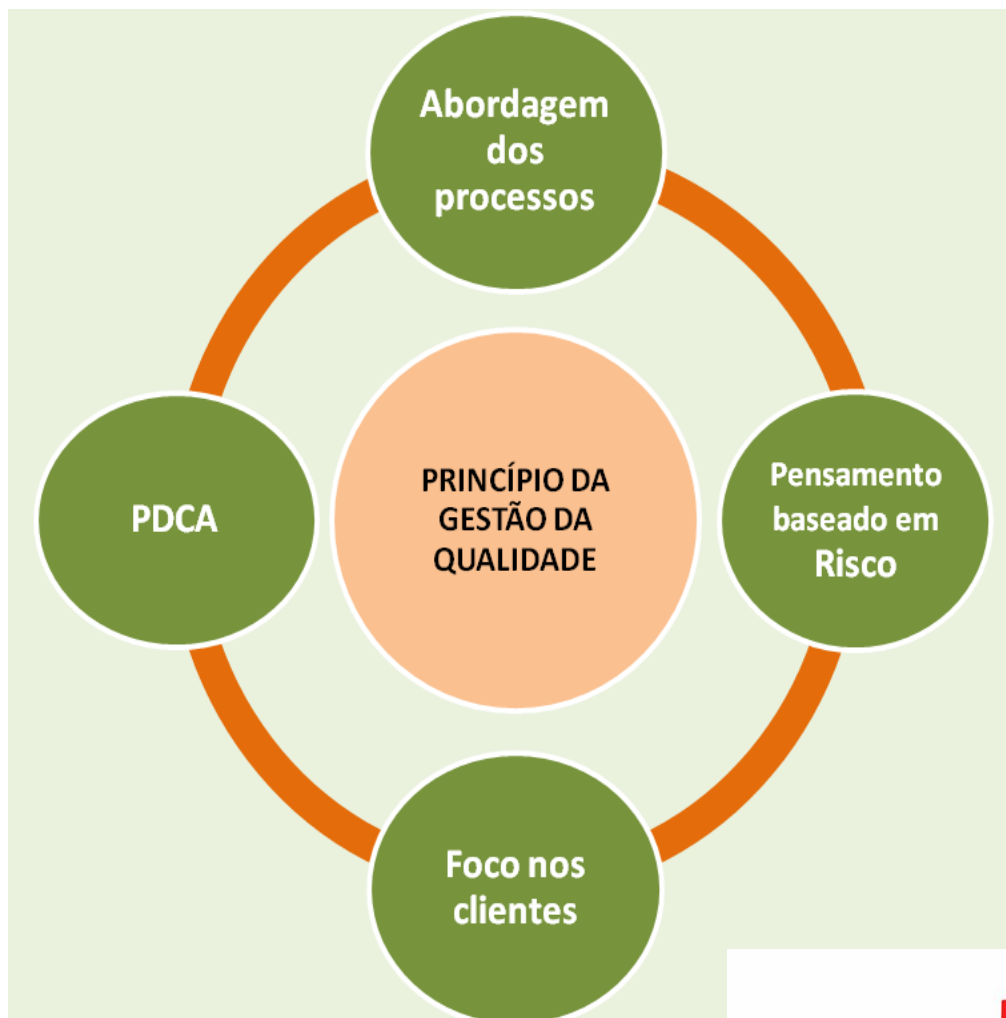 Abordagem
dos
processos
PDCA
PRINCÍPIO DA
GESTÃO DA
QUALIDADE
Pensamento
baseado em
Risco
Foco nos
clientes